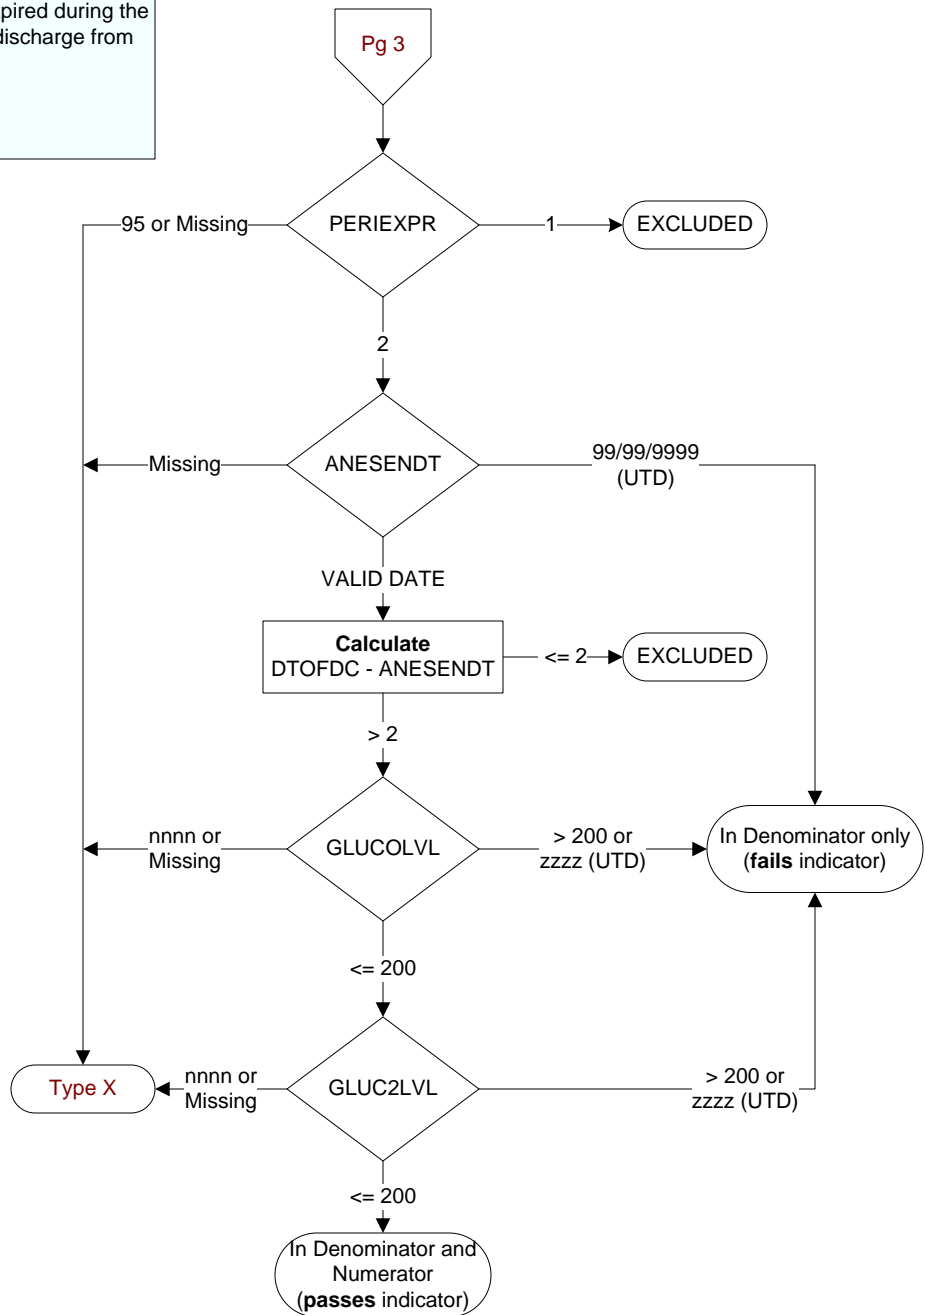 expired during the
discharge from
Pg 3
95 or Missing
PERIEXPR
1
EXCLUDED
2
Missing
ANESENDT
99/99/9999
(UTD)
VALID DATE
Calculate
DTOFDC - ANESENDT
<= 2
EXCLUDED
> 2
nnnn or
Missing
GLUCOLVL
> 200 or
zzzz (UTD)
In Denominator only
(fails indicator)
<= 200
Type X
nnnn or
Missing
GLUC2LVL
> 200 or
zzzz (UTD)
<= 200
In Denominator and
Numerator
(passes indicator)